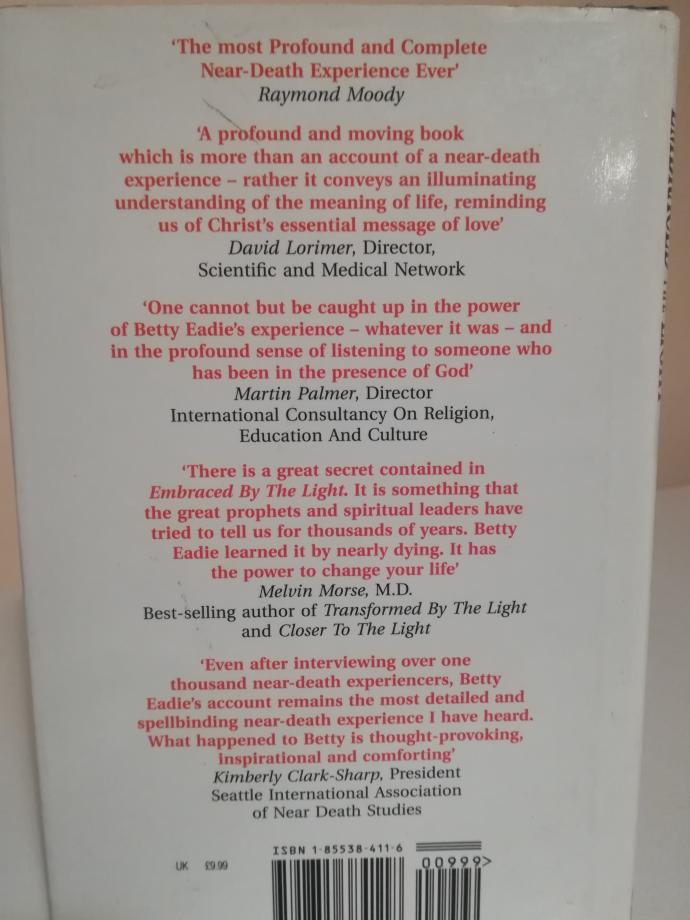 ‘The most Profound and Complete
Near-Death Experience Ever’
Raymond Moody
‘A profound and moving book
which is more than an account of a near-death
experience – rather it conveys an illuminating
understanding of the meaning of life, reminding
us of Christ’s essential message of love’
David Lorimer, Director,
Scientific and Medical Network
‘One cannot but be caught up in the power
of Betty Eadie’s experience – whatever it was – and
in the profound sense of listening to someone who
has been in the presence of God’
Martin Palmer, Director
International Consultancy On Religion,
Education And Culture
‘There is a great secret contained in
Embraced By The Light. It is something that
the great prophets and spiritual leaders have
tried to tell us for thousands of years. Betty
Eadie learned it by nearly dying. It has
the power to change your life’
Melvin Morse, M.D.
Best-selling author of Transformed By The Light
and Closer To The Light
‘Even after interviewing over one
thousand near-death experiencers, Betty
Eadie’s account remains the most detailed and
spellbinding near-death experience I have heard.
What happened to Betty is thought-provoking,
inspirational and comforting’
Kimberly Clark-Sharp, President
Seattle International Association
of Near Death Studies
ISBN 1-85538-411-6
UK £9.99
00999>